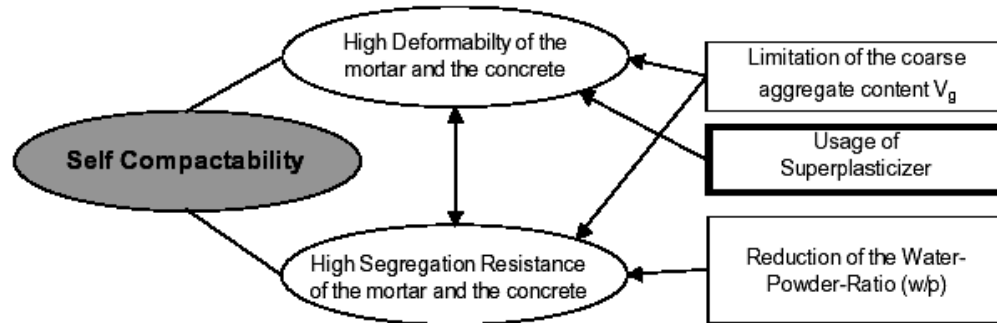 High Deformabilty of the
mortar and the concrete
Limitation of the coarse
aggregate content Vg
Self Compactability
Usage of
Superplasticizer
High Segregation Resistance
of the mortar and the concrete
Reduction of the Water-
Powder-Ratio (w/p)